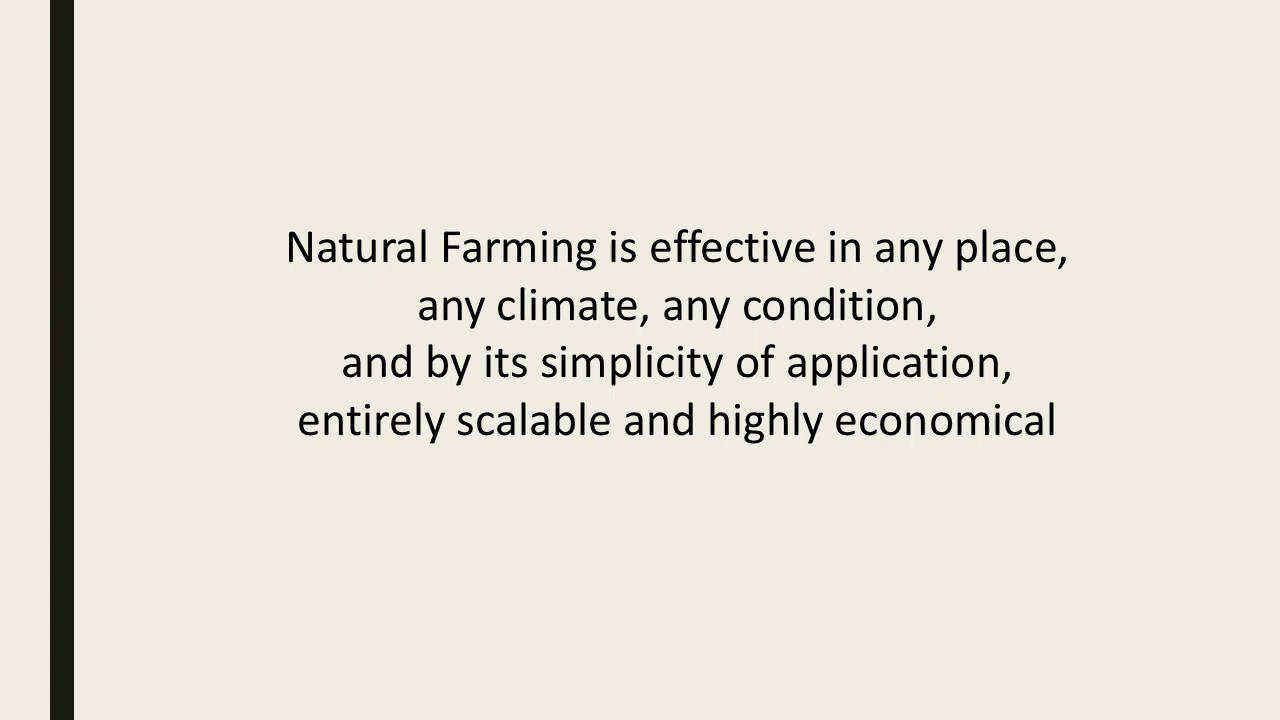 Natural Farming is effective in any place,
any climate, any condition,
and by its simplicity of application,
entirely scalable and highly economical